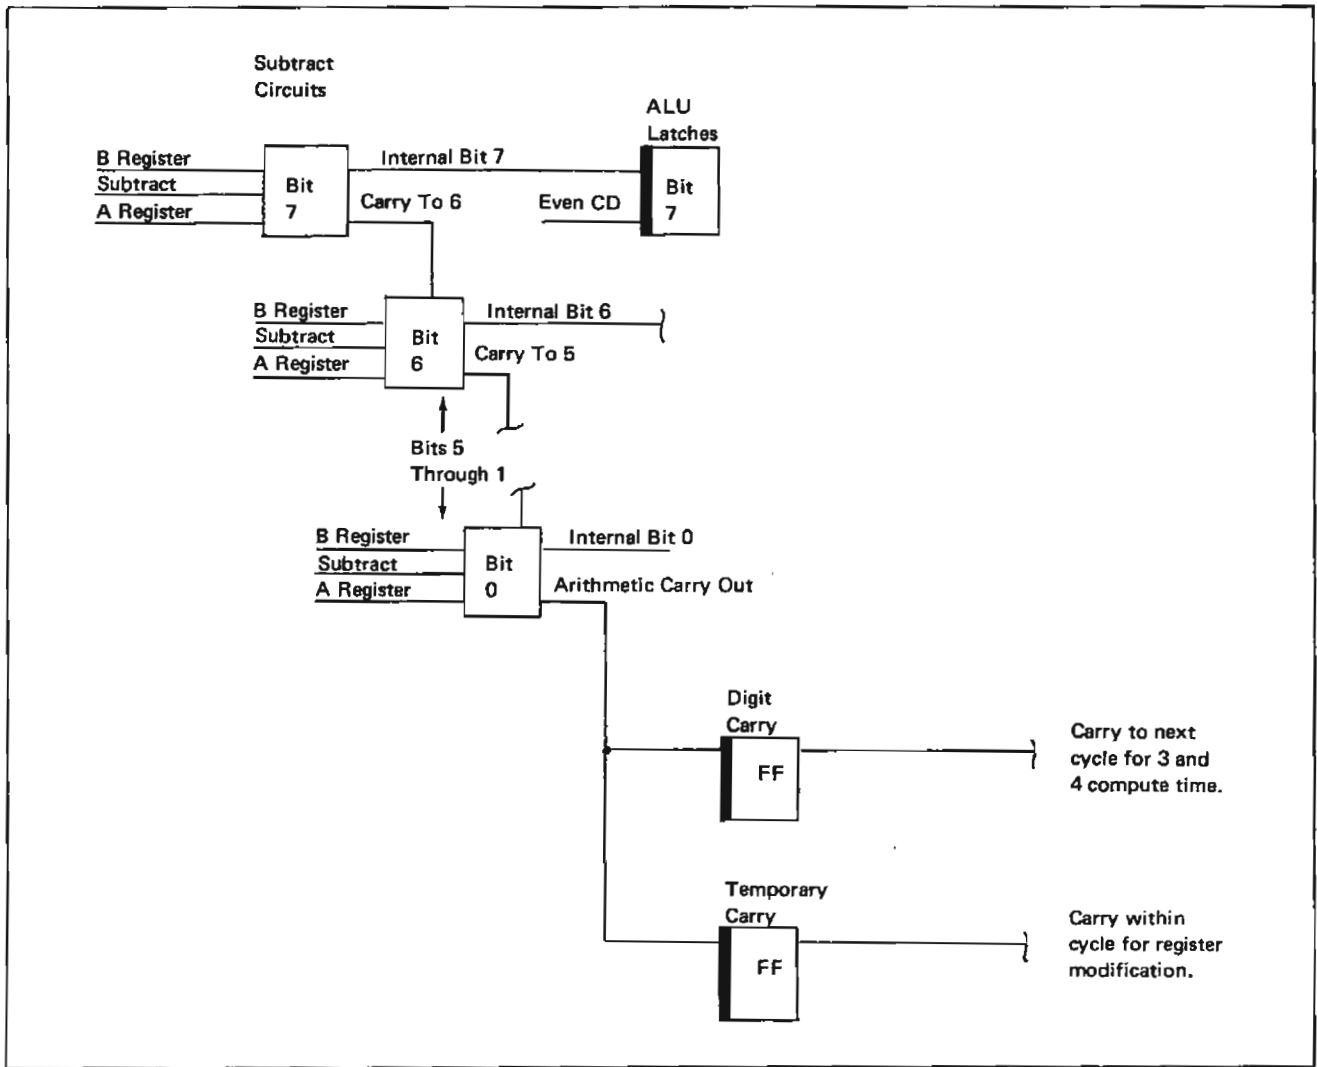 Subtract
Circuits
ALU
Latches
B Register
Subtract
A Register
Bit
7
Internal Bit 7
Carry To 6
Even CD
Bit
7
B Register
Subtract
A Register
Bit
6
Internal Bit 6
Carry To 5
Bits 5
Through 1
B Register
Subtract
A Register
Bit
0
Internal Bit 0
Arithmetic Carry Out
Digit
Carry
FF
Carry to next
cycle for 3 and
4 compute time.
Temporary
Carry
FF
Carry within
cycle for register
modification.